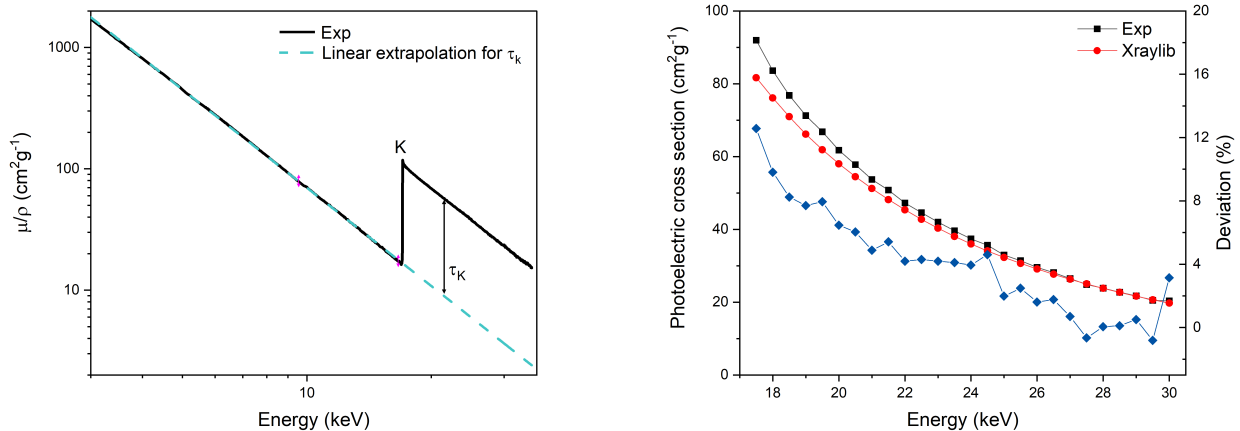 1000
100
10
μ/ρ (cm²g⁻¹)
Exp
Linear extrapolation for τₖ
K
τ_K
10
Energy (keV)
100
80
60
40
20
0
Photoelectric cross section (cm²g⁻¹)
Exp
Xraylib
20
16
12
8
4
0
Deviation (%)
18 20 22 24 26 28 30
Energy (keV)